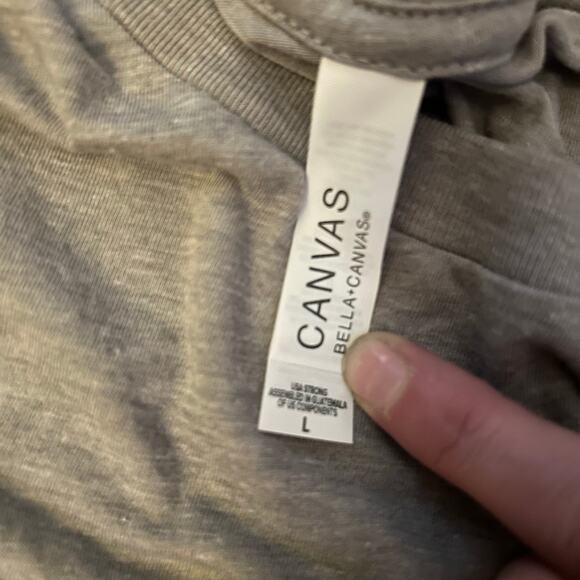 CANVAS
BELLA+CANVAS®
USA STRONG
ASSEMBLED IN GUATEMALA
OF US COMPONENTS
L